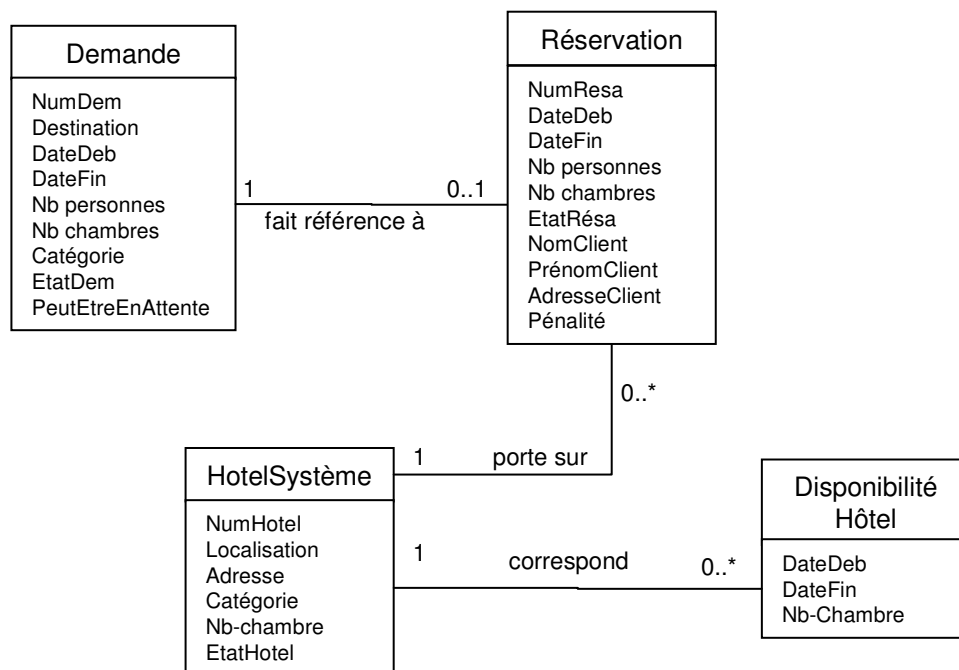 Demande
NumDem
Destination
DateDeb
DateFin
Nb personnes
Nb chambres
Catégorie
EtatDem
PeutEtreEnAttente
1
fait référence à
0..1
Réservation
NumResa
DateDeb
DateFin
Nb personnes
Nb chambres
EtatRésa
NomClient
PrénomClient
AdresseClient
Pénalité
0..*
1
porte sur
HotelSystème
NumHotel
Localisation
Adresse
Catégorie
Nb-chambre
EtatHotel
1
correspond
0..*
Disponibilité
Hôtel
DateDeb
DateFin
Nb-Chambre